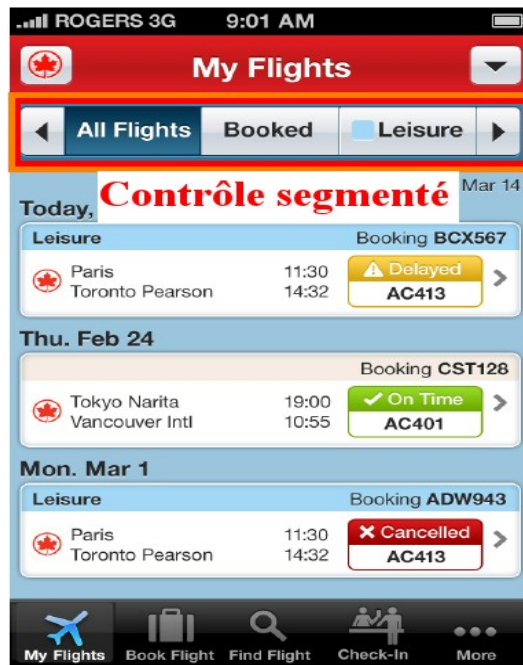 ROGERS 3G 9:01 AM
My Flights
All Flights Booked Leisure
Contrôle segmenté
Today, Mar 14
Leisure Booking BCX567
Paris 11:30 Delayed
Toronto Pearson 14:32 AC413
Thu. Feb 24
Booking CST128
Tokyo Narita 19:00 On Time
Vancouver Intl 10:55 AC401
Mon. Mar 1
Leisure Booking ADW943
Paris 11:30 Cancelled
Toronto Pearson 14:32 AC413
My Flights Book Flight Find Flight Check-In More